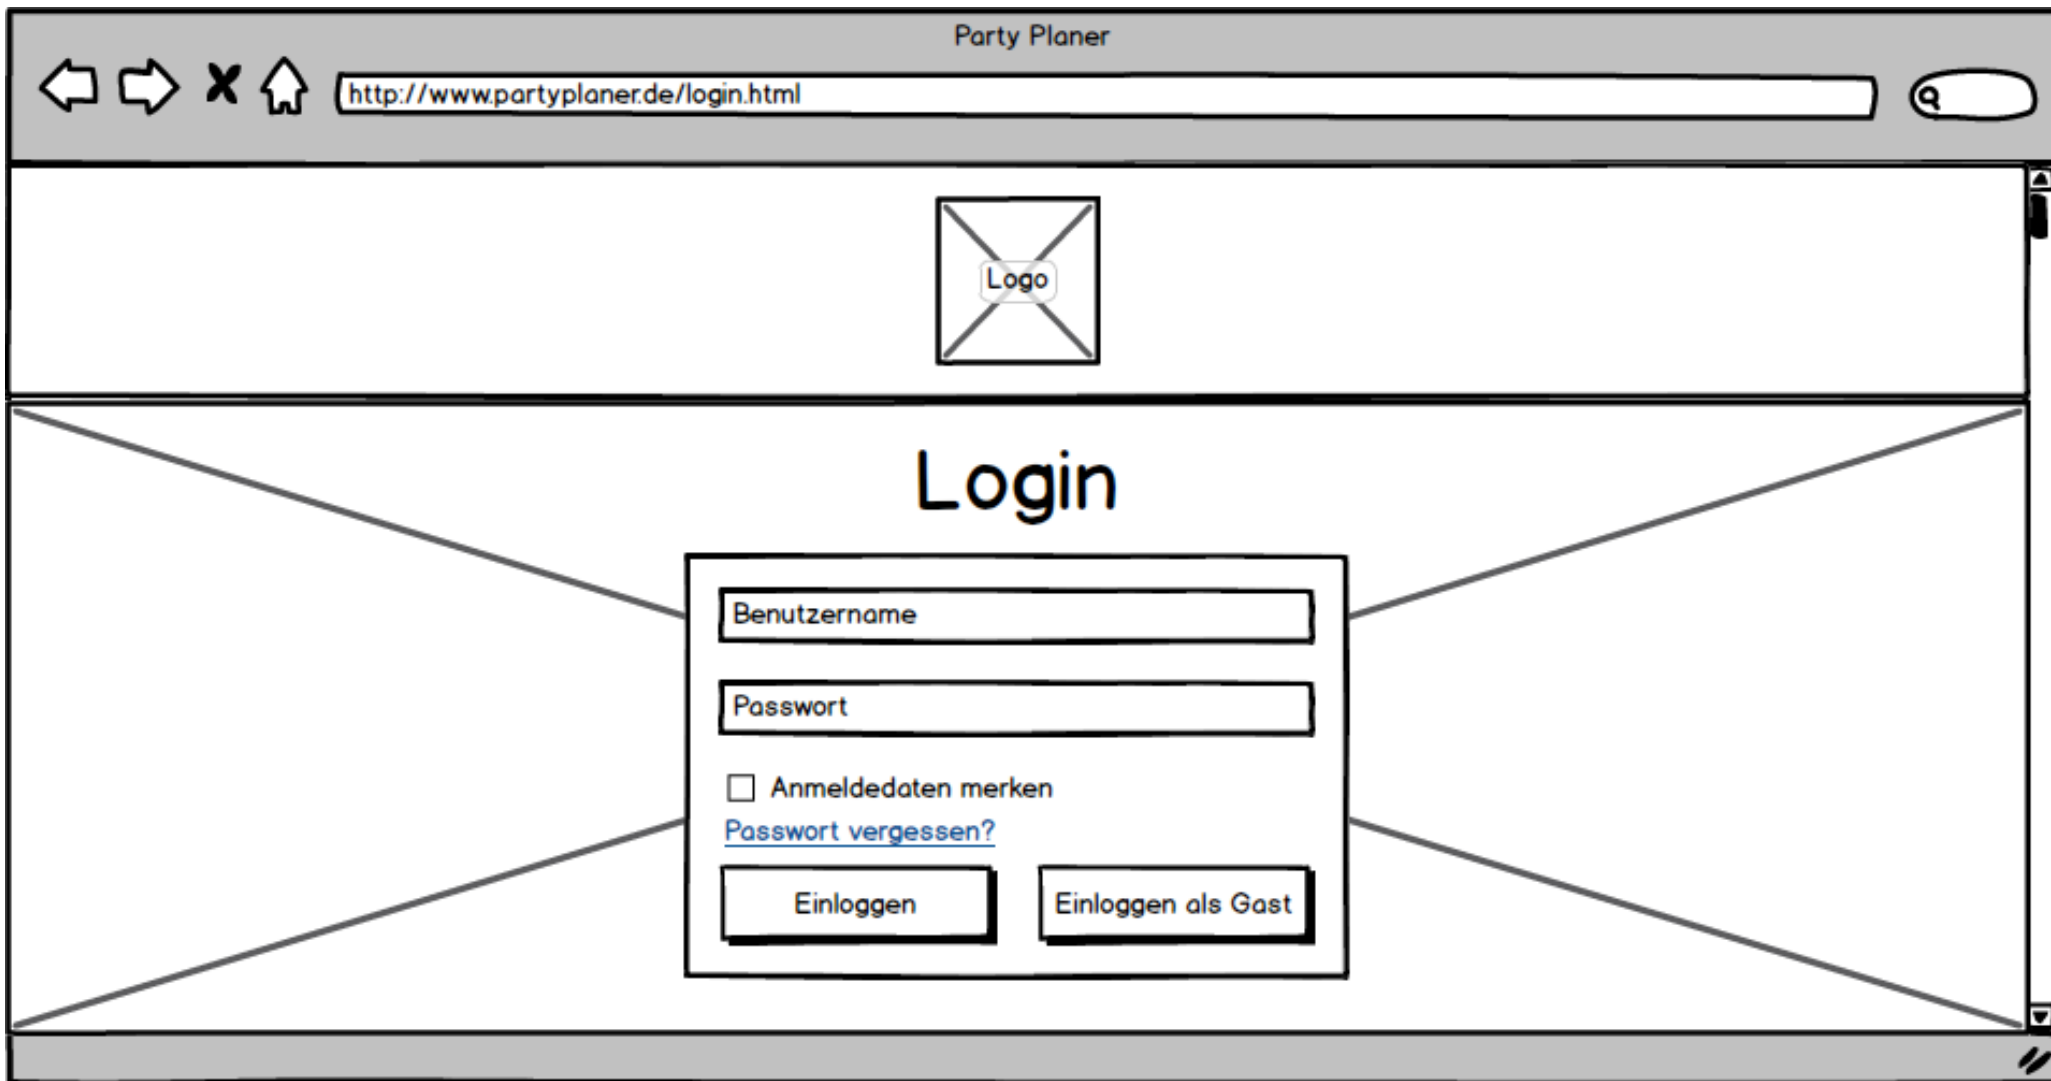 Party Planer
http://www.partyplaner.de/login.html
Logo
Login
Benutzername
Passwort
Anmeldedaten merken
Passwort vergessen?
Einloggen
Einloggen als Gast